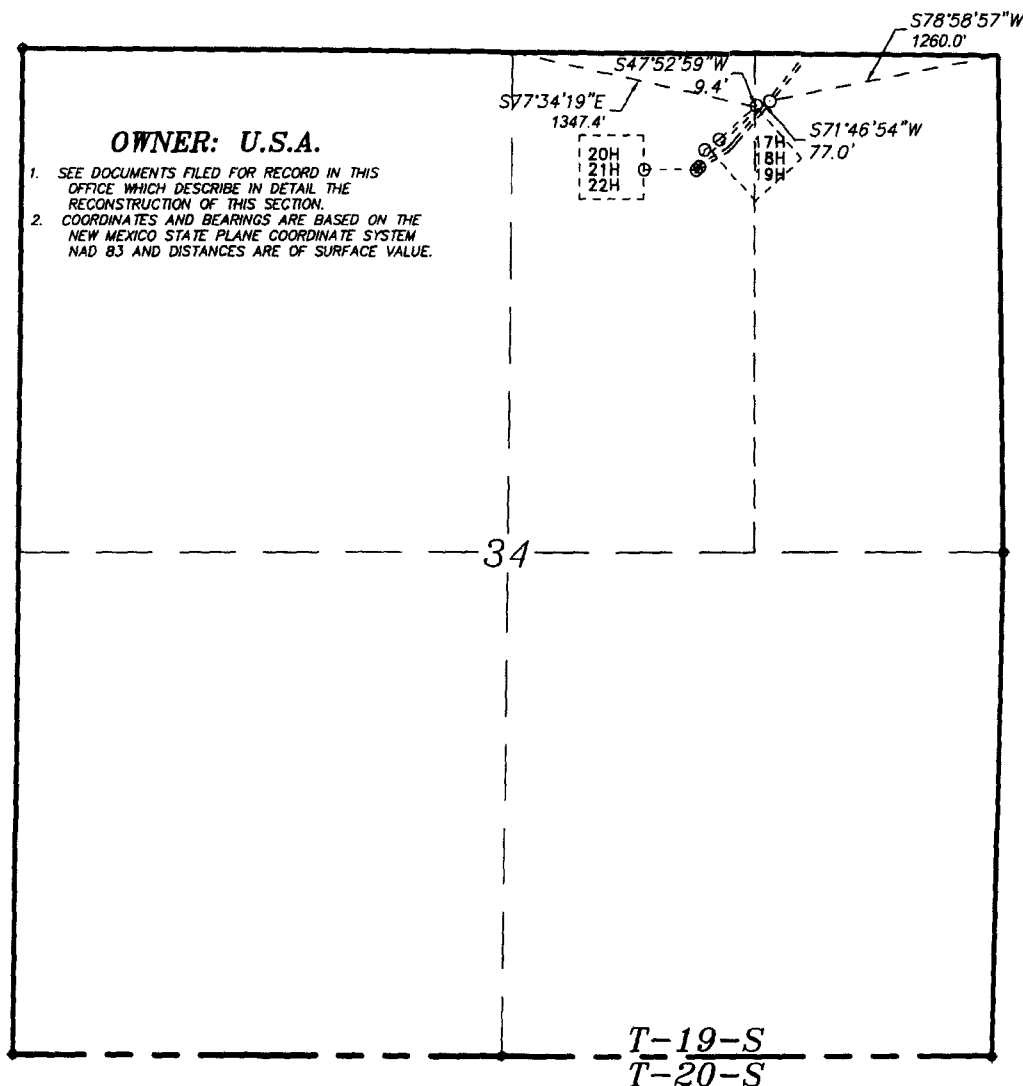 S78°58'57"W
1260.0'
S47°52'59"W
9.4'
S77°34'19"E
1347.4'
S71°46'54"W
77.0'
OWNER: U.S.A.
1. SEE DOCUMENTS FILED FOR RECORD IN THIS
OFFICE WHICH DESCRIBE IN DETAIL THE
RECONSTRUCTION OF THIS SECTION.
2. COORDINATES AND BEARINGS ARE BASED ON THE
NEW MEXICO STATE PLANE COORDINATE SYSTEM
NAD 83 AND DISTANCES ARE OF SURFACE VALUE.
20H
21H
22H
17H
18H
19H
34
T-19-S
T-20-S